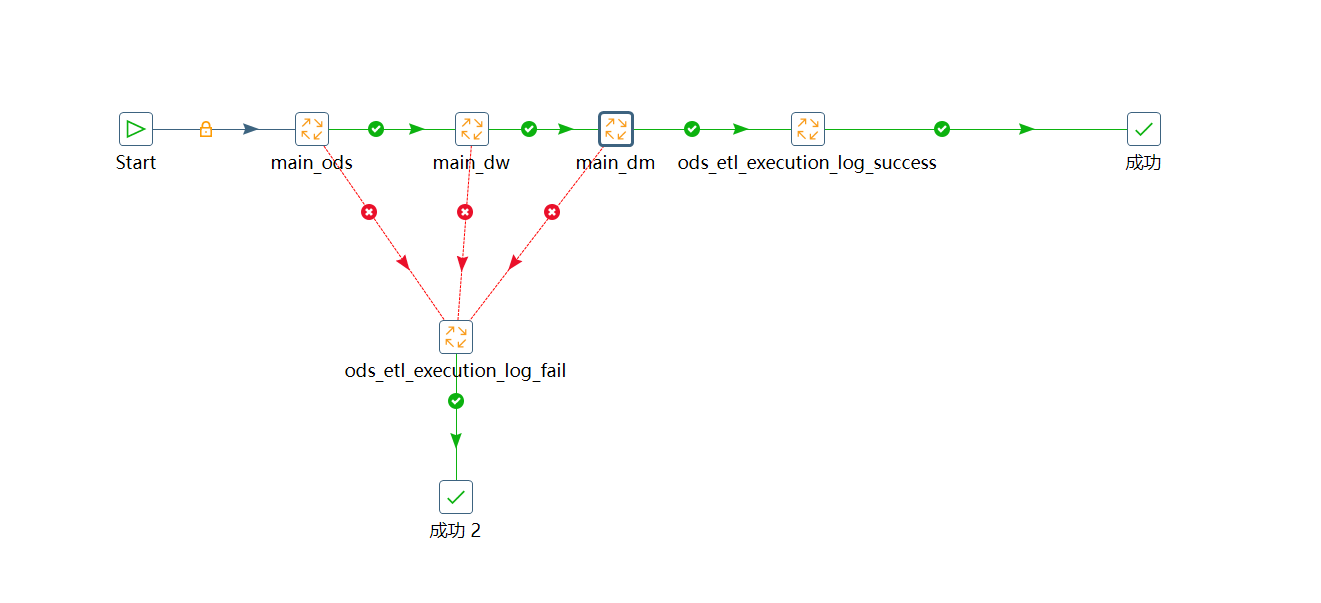 Start
main_ods
main_dw
main_dm
ods_etl_execution_log_success
成功
ods_etl_execution_log_fail
成功 2